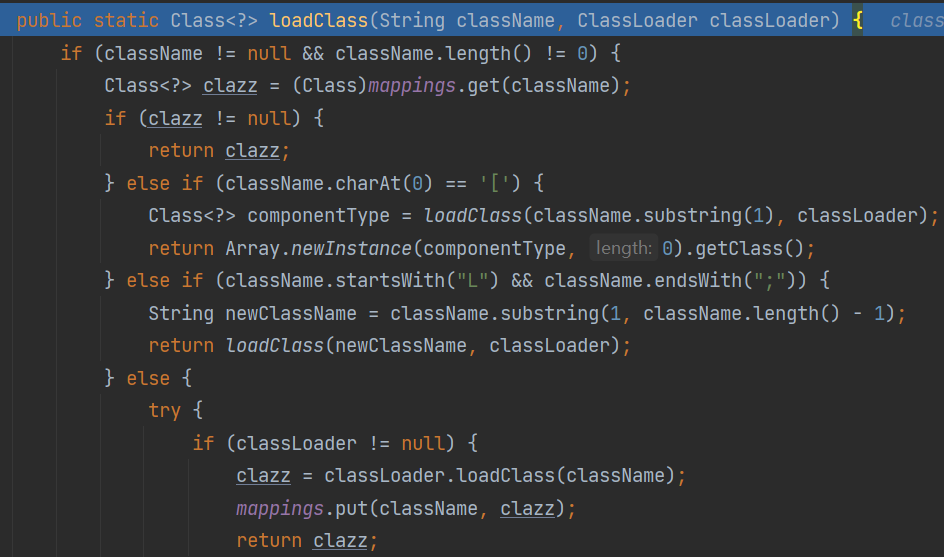 public static Class<?> loadClass(String className, ClassLoader classLoader) {   class
if (className != null && className.length() != 0) {
Class<?> clazz = (Class)mappings.get(className);
if (clazz != null) {
return clazz;
} else if (className.charAt(0) == '[') {
Class<?> componentType = loadClass(className.substring(1), classLoader);
return Array.newInstance(componentType, length: 0).getClass();
} else if (className.startsWith("L") && className.endsWith(";")) {
String newClassName = className.substring(1, className.length() - 1);
return loadClass(newClassName, classLoader);
} else {
try {
if (classLoader != null) {
clazz = classLoader.loadClass(className);
mappings.put(className, clazz);
return clazz;